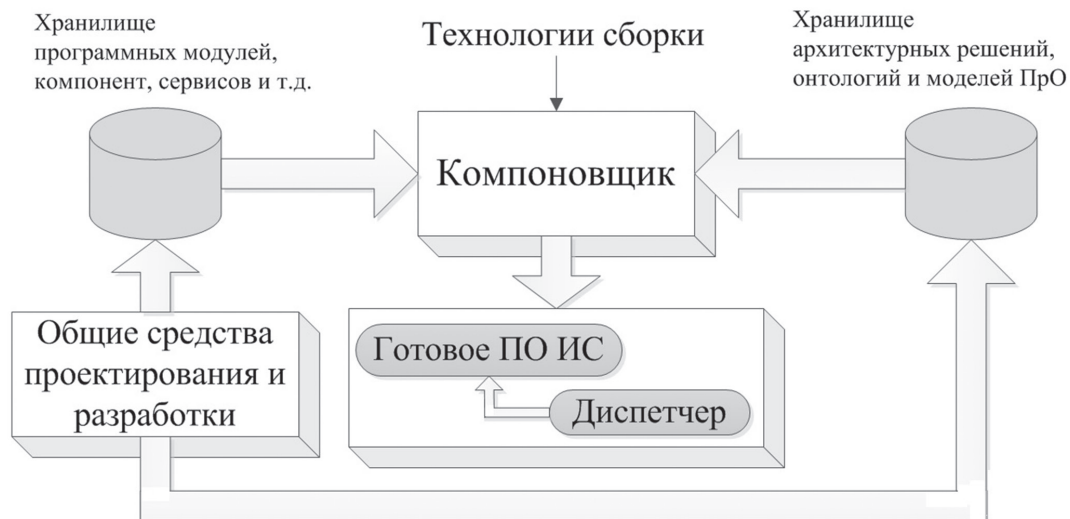 Хранилище
программных модулей,
компонент, сервисов и т.д.
Технологии сборки
Хранилище
архитектурных решений,
онтологий и моделей ПрО
Компоновщик
Общие средства
проектирования и
разработки
Готовое ПО ИС
Диспетчер